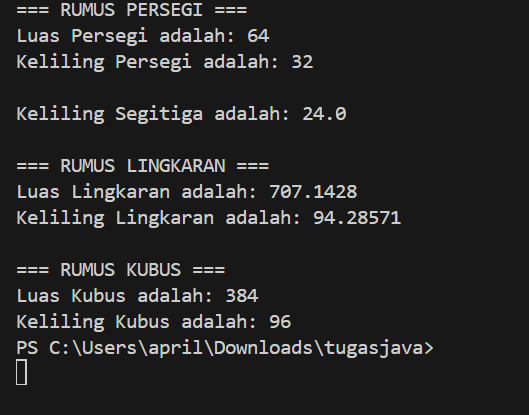 === RUMUS PERSEGI ===
Luas Persegi adalah: 64
Keliling Persegi adalah: 32
Keliling Segitiga adalah: 24.0
=== RUMUS LINGKARAN ===
Luas Lingkaran adalah: 707.1428
Keliling Lingkaran adalah: 94.28571
=== RUMUS KUBUS ===
Luas Kubus adalah: 384
Keliling Kubus adalah: 96
PS C:\Users\april\Downloads\tugasjava>